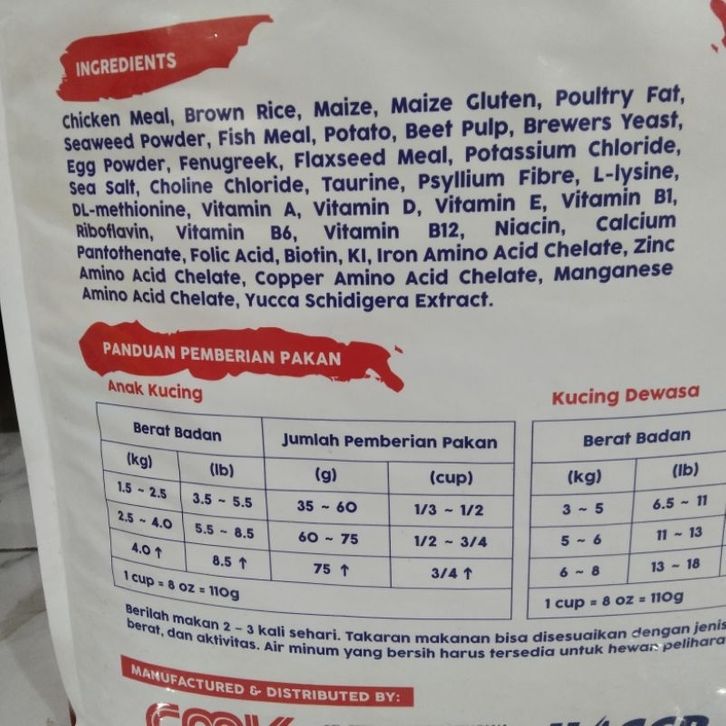 INGREDIENTS
Chicken Meal, Brown Rice, Maize, Maize Gluten, Poultry Fat,
Seaweed Powder, Fish Meal, Potato, Beet Pulp, Brewers Yeast,
Egg Powder, Fenugreek, Flaxseed Meal, Potassium Chloride,
Sea Salt, Choline Chloride, Taurine, Psyllium Fibre, L-lysine,
DL-methionine, Vitamin A, Vitamin D, Vitamin E, Vitamin B1,
Riboflavin, Vitamin B6, Vitamin B12, Niacin, Calcium
Pantothenate, Folic Acid, Biotin, KI, Iron Amino Acid Chelate, Zinc
Amino Acid Chelate, Copper Amino Acid Chelate, Manganese
Amino Acid Chelate, Yucca Schidigera Extract.
PANDUAN PEMBERIAN PAKAN
Anak Kucing
Berat Badan Jumlah Pemberian Pakan
(kg) (lb) (g) (cup)
1.5 ~ 2.5 3.5 ~ 5.5 35 ~ 60 1/3 ~ 1/2
2.5 ~ 4.0 5.5 ~ 8.5 60 ~ 75 1/2 ~ 3/4
4.0 ↑ 8.5 ↑ 75 ↑ 3/4 ↑
1 cup = 8 oz = 110g
Kucing Dewasa
Berat Badan
(kg) (lb)
3 ~ 5 6.5 ~ 11
5 ~ 6 11 ~ 13
6 ~ 8 13 ~ 18
1 cup = 8 oz = 110g
Berilah makan 2 - 3 kali sehari. Takaran makanan bisa disesuaikan dengan jenis
berat, dan aktivitas. Air minum yang bersih harus tersedia untuk hewan pelihara
MANUFACTURED & DISTRIBUTED BY: